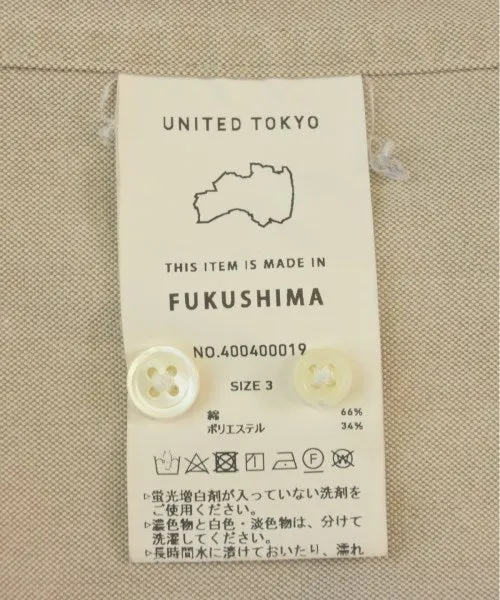 UNITED TOKYO
THIS ITEM IS MADE IN
FUKUSHIMA
NO.400400019
SIZE 3
綿 66%
ポリエステル 34%
▷蛍光増白剤が入っていない洗剤を
ご使用ください。
▷濃色物と白色・淡色物は、分けて
洗濯してください。
▷長時間水に漬けておいたり、濡れ